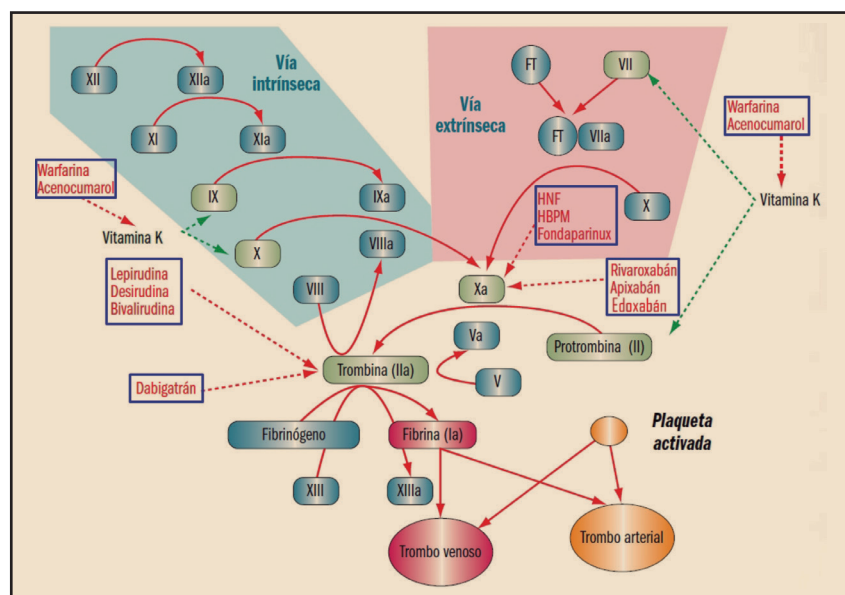 XII
XIIa
Vía
intrínseca
XI
XIa
IX
IXa
X
VIIIa
VIII
FT
VII
Vía
extrínseca
FT
VIIa
X
HNF
HBPM
Fondaparinux
Warfarina
Acenocumarol
Vitamina K
Warfarina
Acenocumarol
Vitamina K
Lepirudina
Desirudina
Bivalirudina
Xa
Rivaroxabán
Apixabán
Edoxabán
Va
Protrombina (II)
Trombina (IIa)
V
Dabigatrán
Fibrinógeno
Fibrina (Ia)
Plaqueta
activada
XIII
XIIIa
Trombo venoso
Trombo arterial